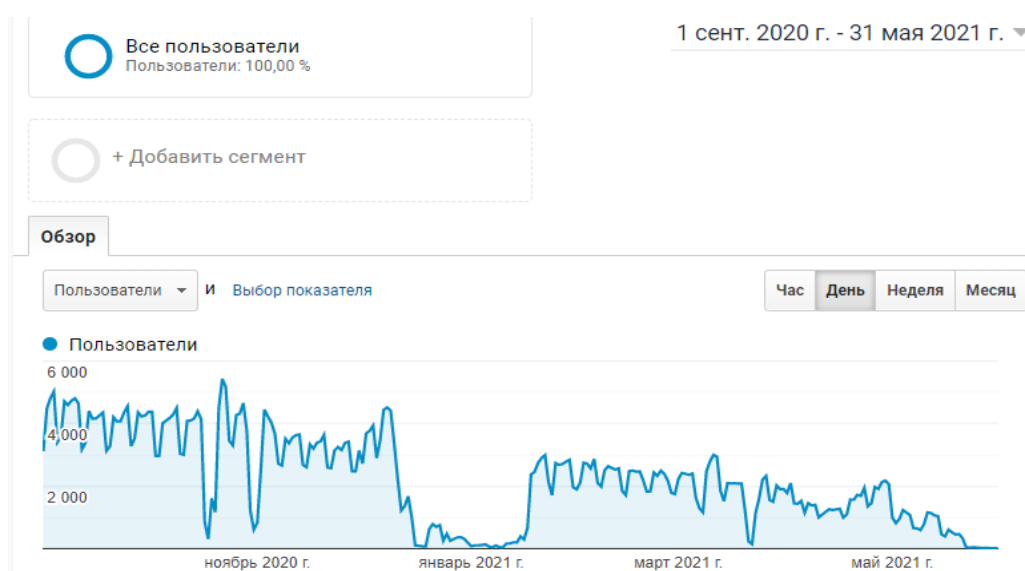 Все пользователи
Пользователи: 100,00 %
1 сент. 2020 г. - 31 мая 2021 г.
+ Добавить сегмент
Обзор
Пользователи и Выбор показателя
Час День Неделя Месяц
Пользователи
6 000
4 000
2 000
ноябрь 2020 г. январь 2021 г. март 2021 г. май 2021 г.